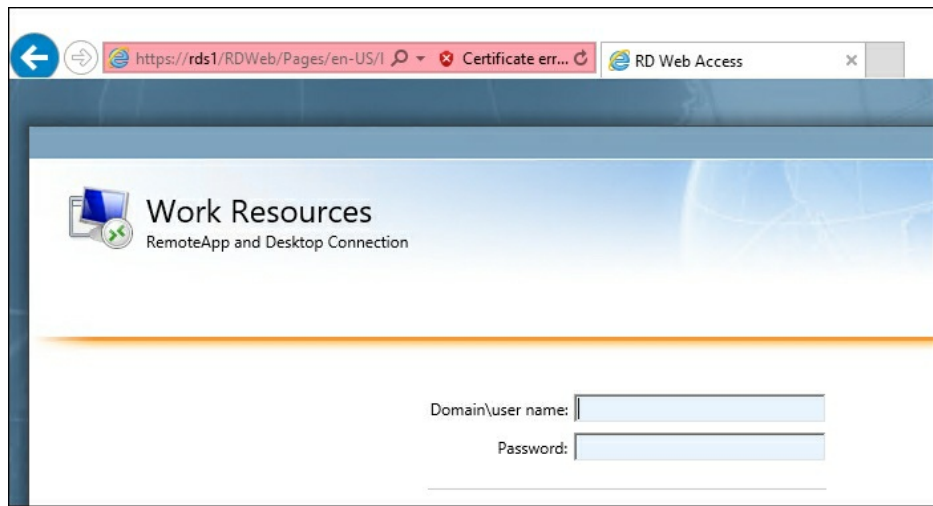 https://rds1/RDWeb/Pages/en-US/l Certificate err... RD Web Access
Work Resources
RemoteApp and Desktop Connection
Domain\user name:
Password: